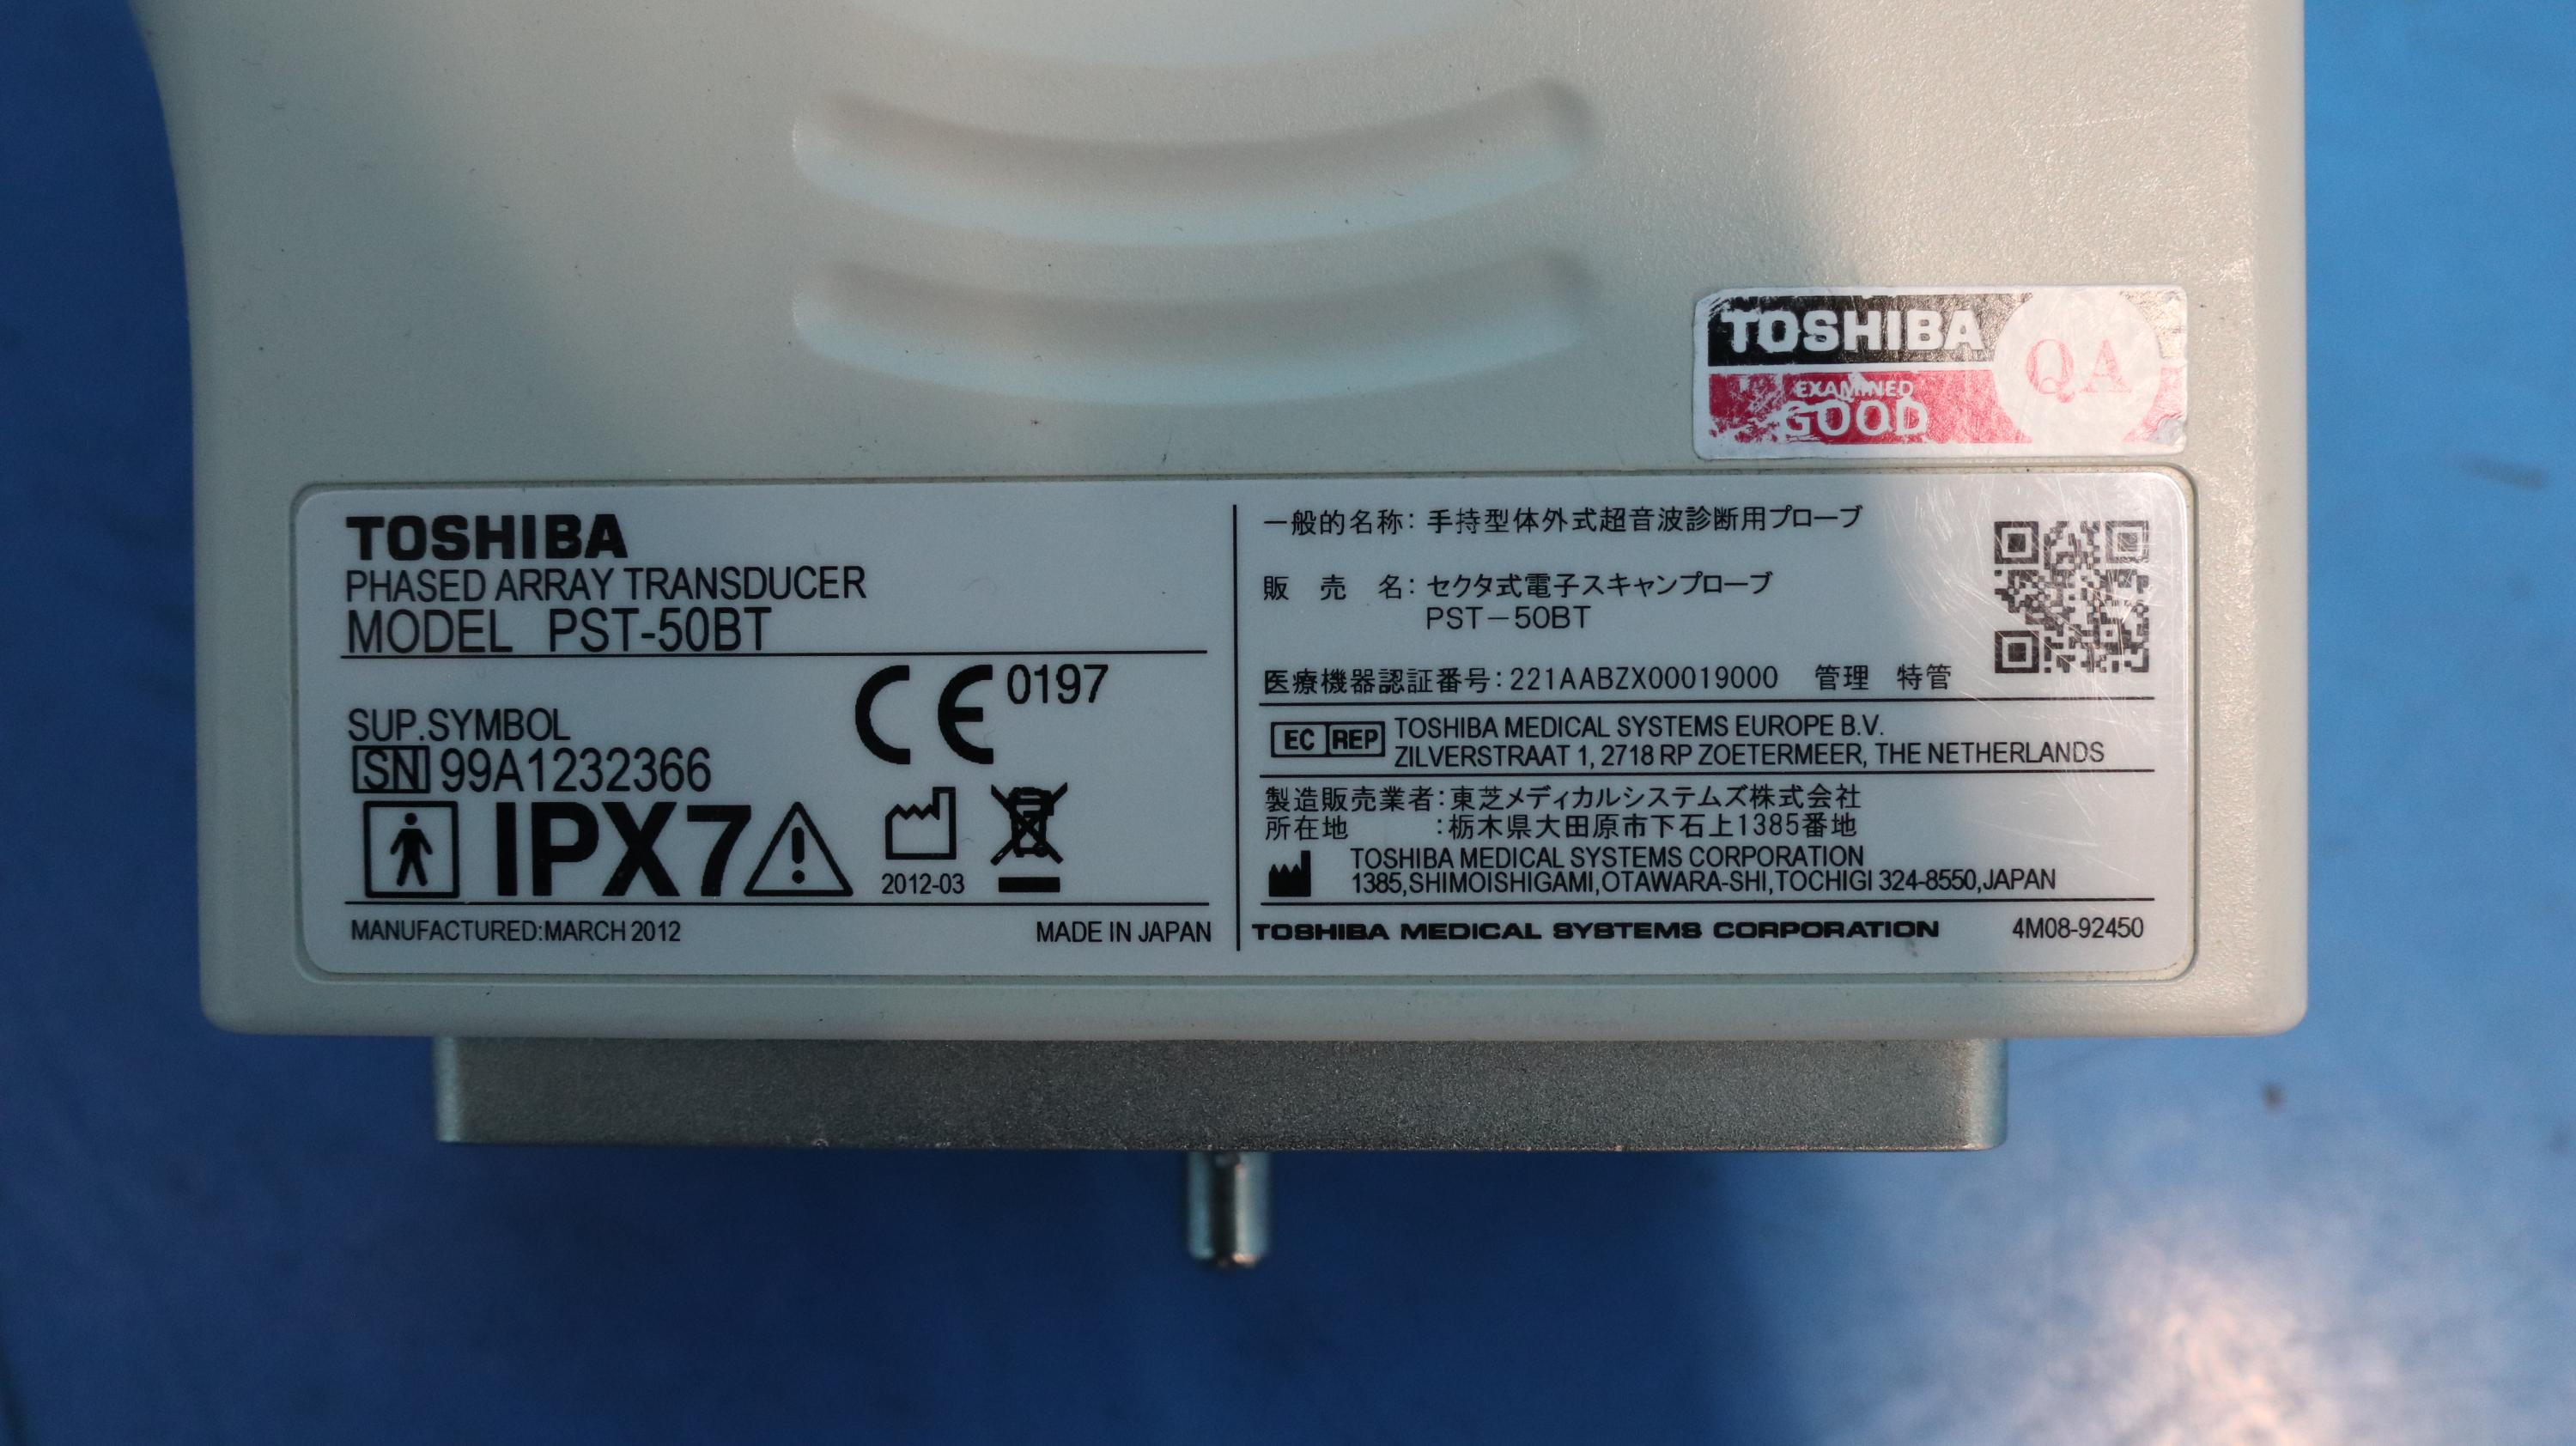 TOSHIBA
EXAMINED
GOOD
QA
TOSHIBA
PHASED ARRAY TRANSDUCER
MODEL PST-50BT
CE 0197
SUP.SYMBOL
SN 99A1232366
IPX7
2012-03
MANUFACTURED:MARCH 2012
MADE IN JAPAN
一般的名称：手持型体外式超音波診断用プローブ
販 売 名：セクタ式電子スキャンプローブ
PST－50BT
医療機器認証番号：221AABZX00019000 管理 特管
EC REP TOSHIBA MEDICAL SYSTEMS EUROPE B.V.
ZILVERSTRAAT 1, 2718 RP ZOETERMEER, THE NETHERLANDS
製造販売業者：東芝メディカルシステムズ株式会社
所在地 ：栃木県大田原市下石上1385番地
TOSHIBA MEDICAL SYSTEMS CORPORATION
1385,SHIMOISHIGAMI,OTAWARA-SHI,TOCHIGI 324-8550,JAPAN
TOSHIBA MEDICAL SYSTEMS CORPORATION
4M08-92450